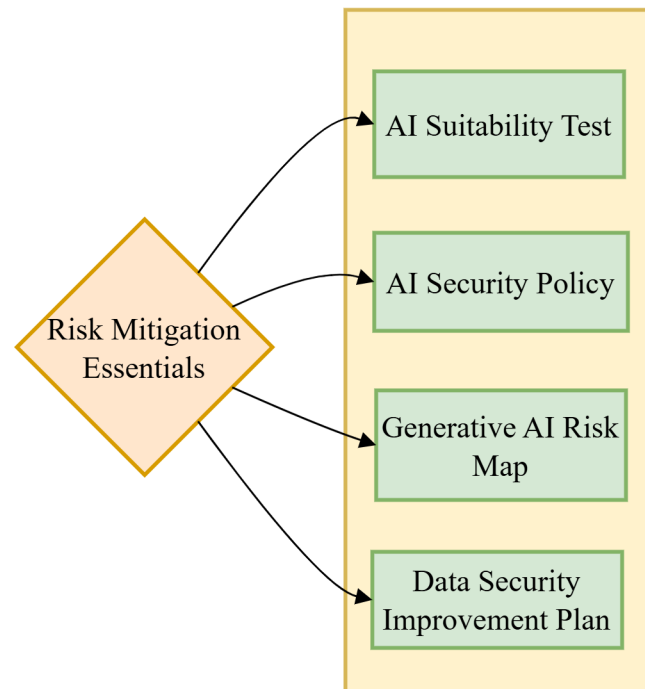 Risk Mitigation
Essentials
AI Suitability Test
AI Security Policy
Generative AI Risk
Map
Data Security
Improvement Plan